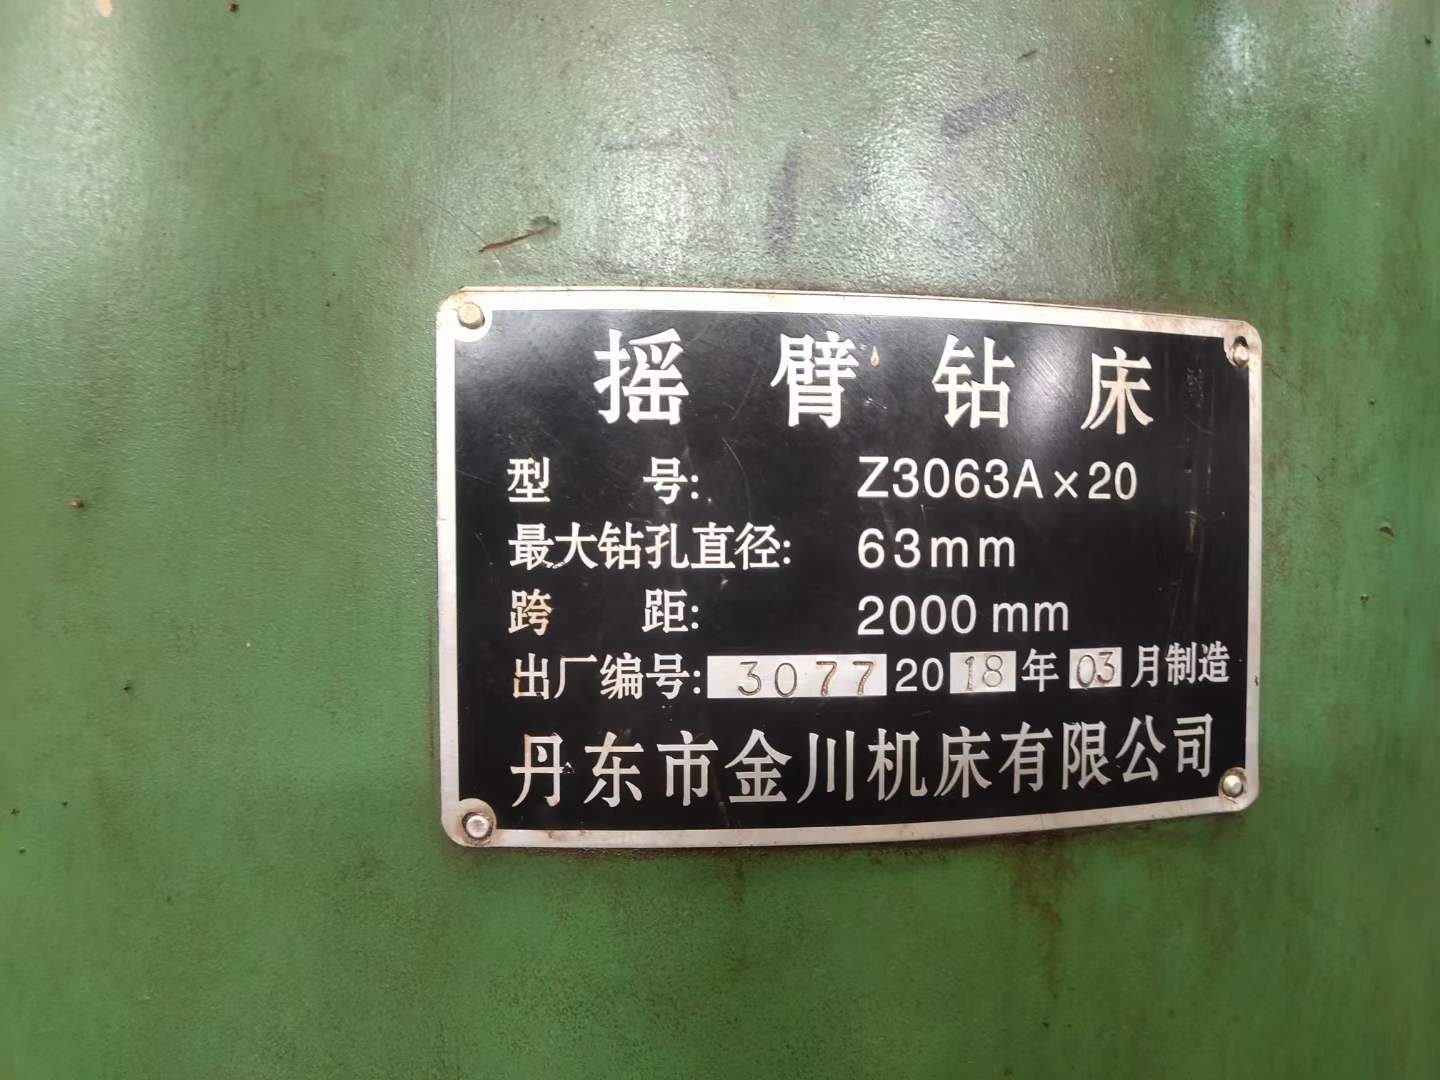 摇臂钻床
型号: Z3063A×20
最大钻孔直径: 63mm
跨距: 2000mm
出厂编号: 3077 2018年03月制造
丹东市金川机床有限公司